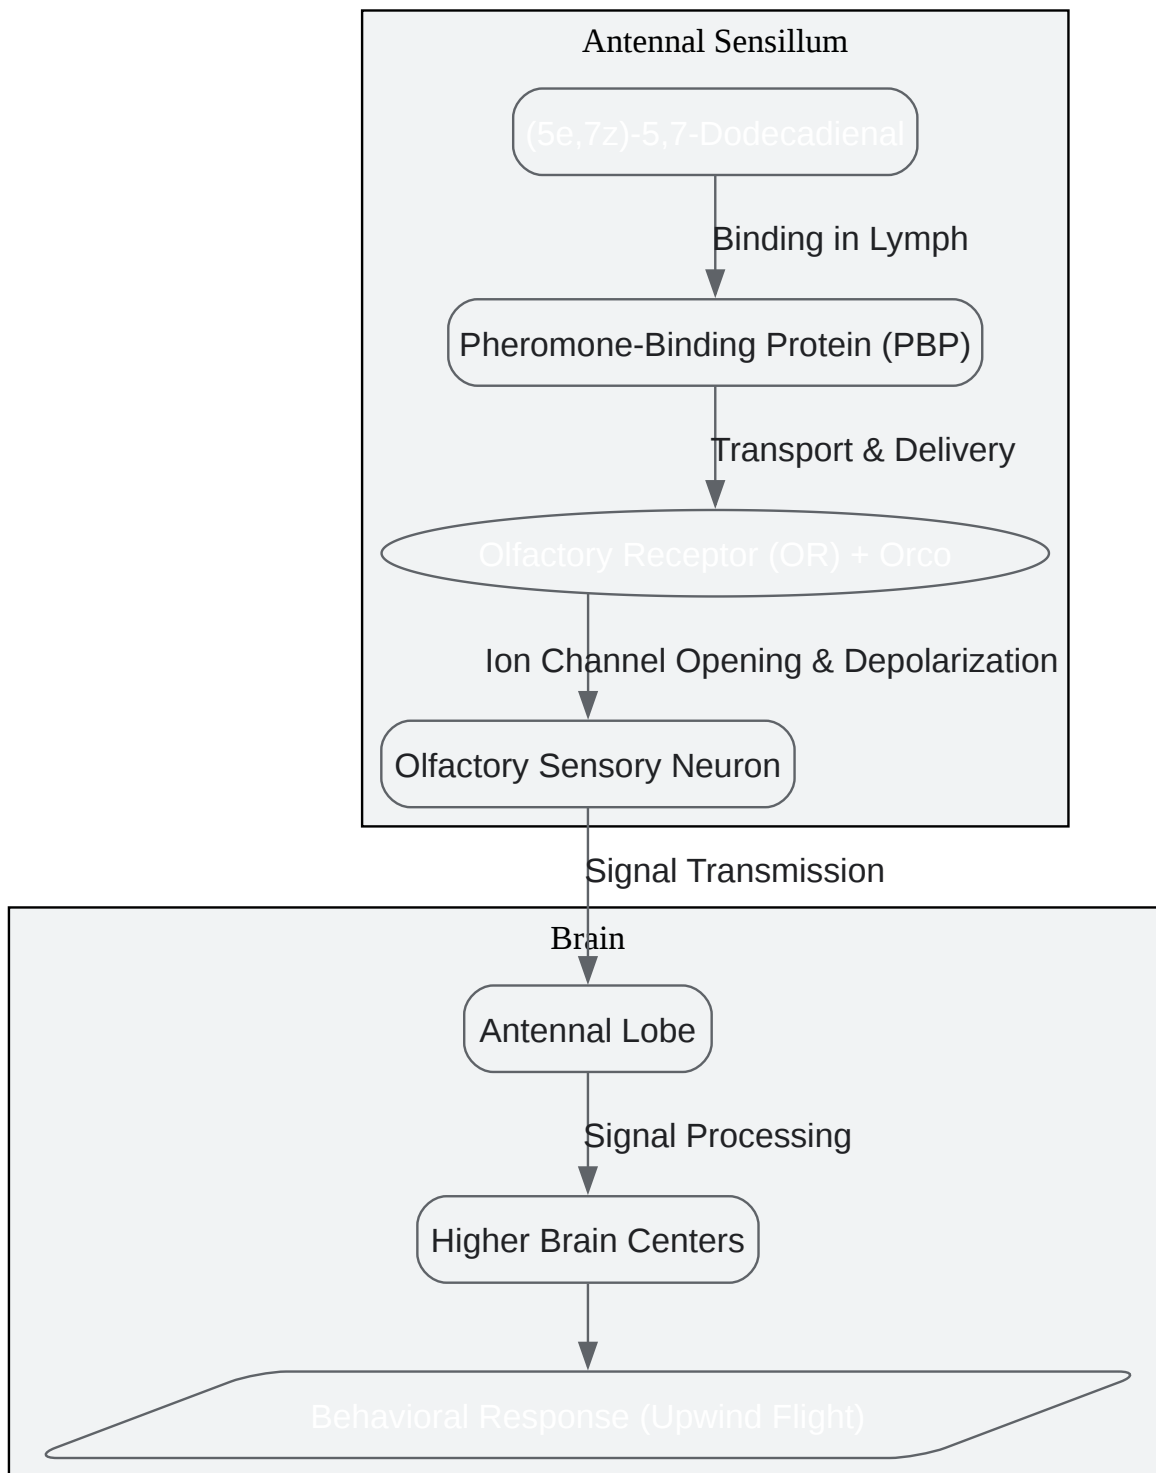 Antennal Sensillum
(5e,7z)-5,7-Dodecadienal
Binding in Lymph
Pheromone-Binding Protein (PBP)
Transport & Delivery
Olfactory Receptor (OR) + Orco
Ion Channel Opening & Depolarization
Olfactory Sensory Neuron
Signal Transmission
Brain
Antennal Lobe
Signal Processing
Higher Brain Centers
Behavioral Response (Upwind Flight)